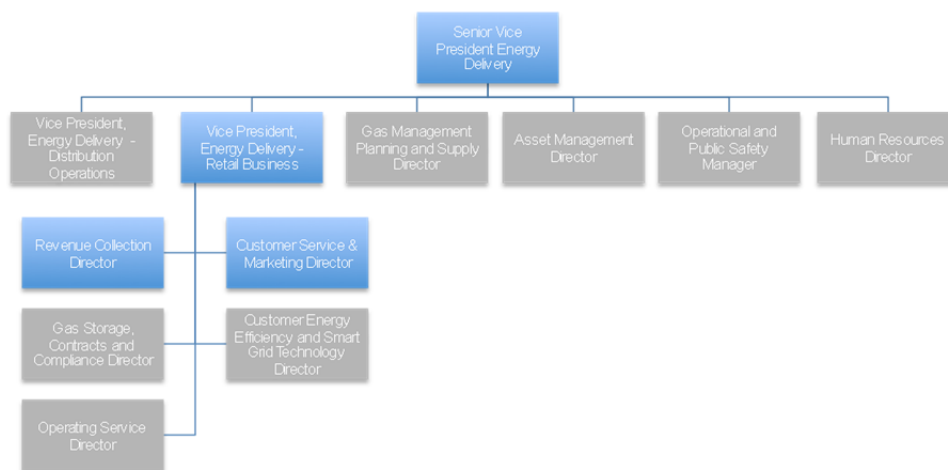 Senior Vice
President Energy
Delivery
Vice President,
Energy Delivery -
Distribution
Operations
Vice President,
Energy Delivery -
Retail Business
Gas Management
Planning and Supply
Director
Asset Management
Director
Operational and
Public Safety
Manager
Human Resources
Director
Revenue Collection
Director
Customer Service &
Marketing Director
Gas Storage,
Contracts and
Compliance Director
Customer Energy
Efficiency and Smart
Grid Technology
Director
Operating Service
Director